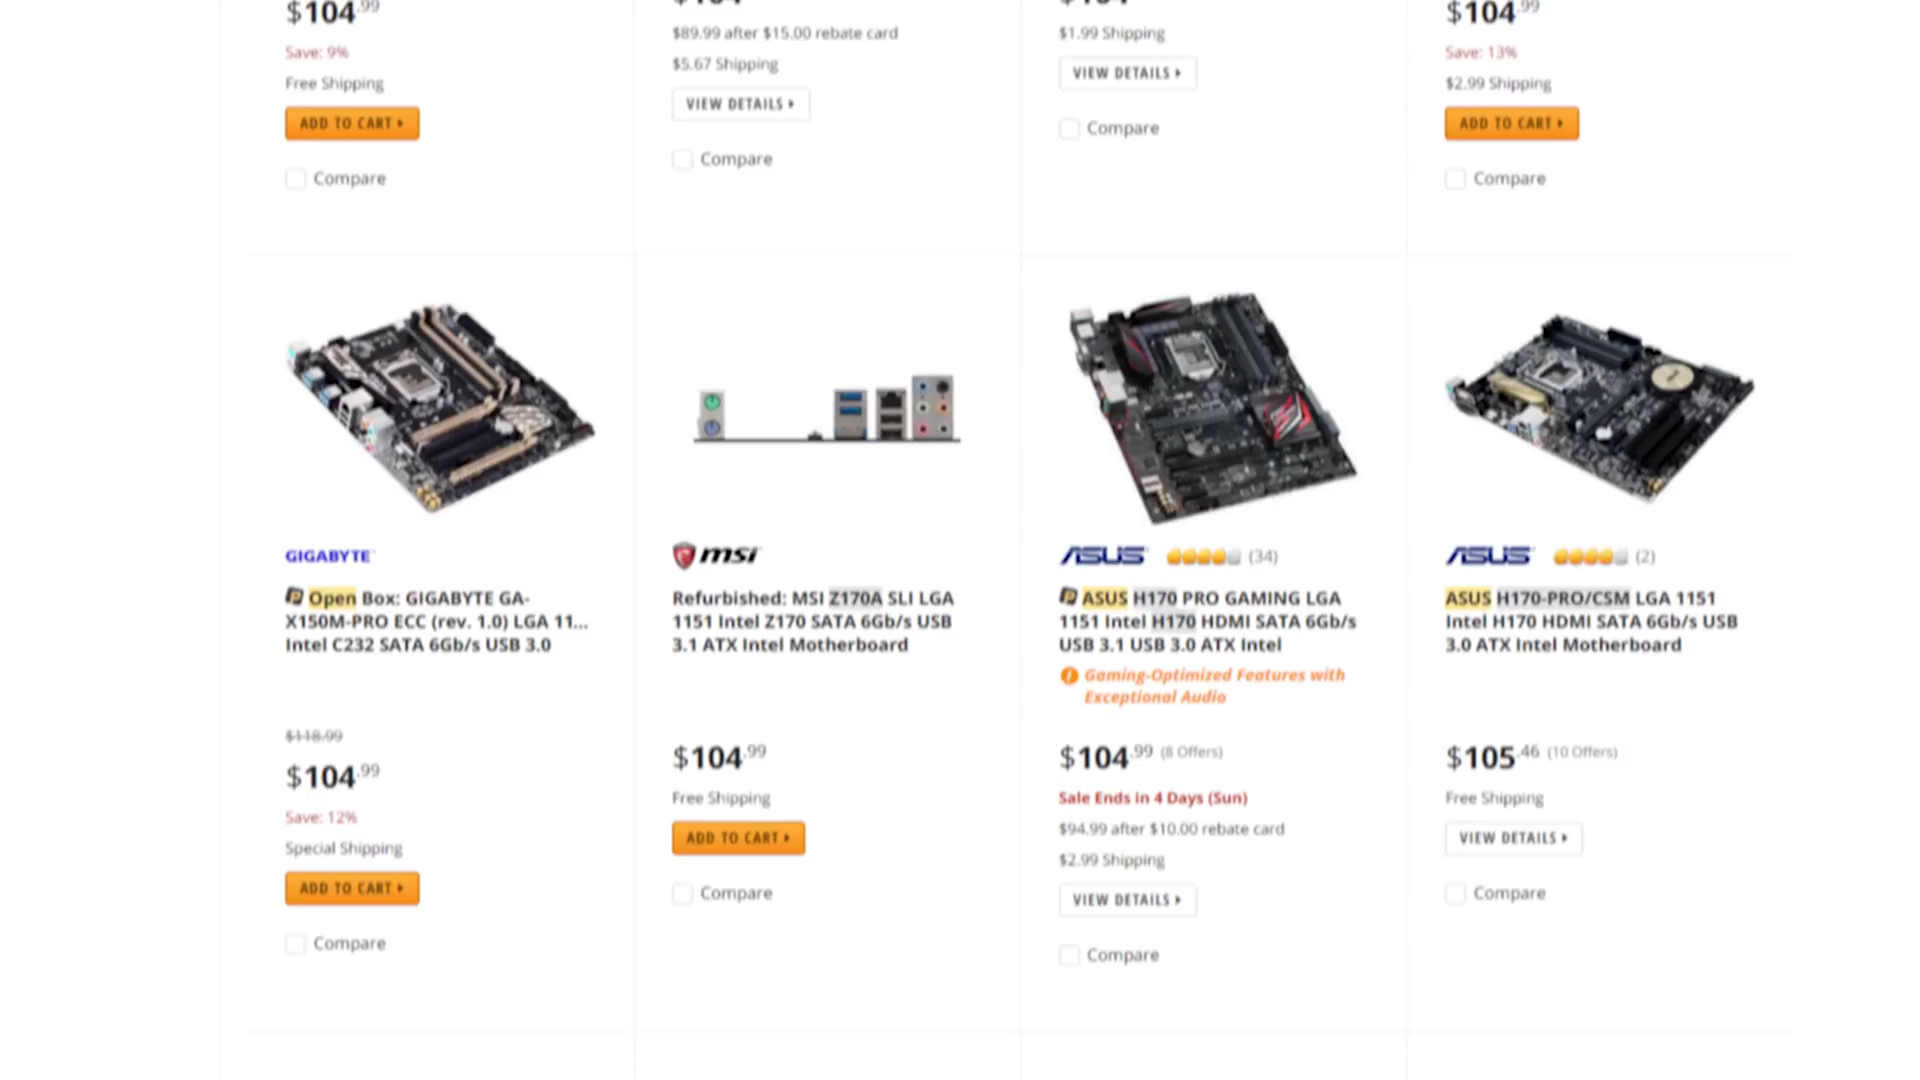 $104.99
Save: 9%
Free Shipping
ADD TO CART
Compare
$89.99 after $15.00 rebate card
$5.67 Shipping
VIEW DETAILS
Compare
$1.99 Shipping
VIEW DETAILS
Compare
$104.99
Save: 13%
$2.99 Shipping
ADD TO CART
Compare
GIGABYTE
Open Box: GIGABYTE GA-
X150M-PRO ECC (rev. 1.0) LGA 11...
Intel C232 SATA 6Gb/s USB 3.0
$118.99
$104.99
Save: 12%
Special Shipping
ADD TO CART
Compare
msi
Refurbished: MSI Z170A SLI LGA
1151 Intel Z170 SATA 6Gb/s USB
3.1 ATX Intel Motherboard
$104.99
Free Shipping
ADD TO CART
Compare
ASUS (34)
ASUS H170 PRO GAMING LGA
1151 Intel H170 HDMI SATA 6Gb/s
USB 3.1 USB 3.0 ATX Intel
Gaming-Optimized Features with
Exceptional Audio
$104.99 (8 Offers)
Sale Ends in 4 Days (Sun)
$94.99 after $10.00 rebate card
$2.99 Shipping
VIEW DETAILS
Compare
ASUS (2)
ASUS H170-PRO/CSM LGA 1151
Intel H170 HDMI SATA 6Gb/s USB
3.0 ATX Intel Motherboard
$105.46 (10 Offers)
Free Shipping
VIEW DETAILS
Compare